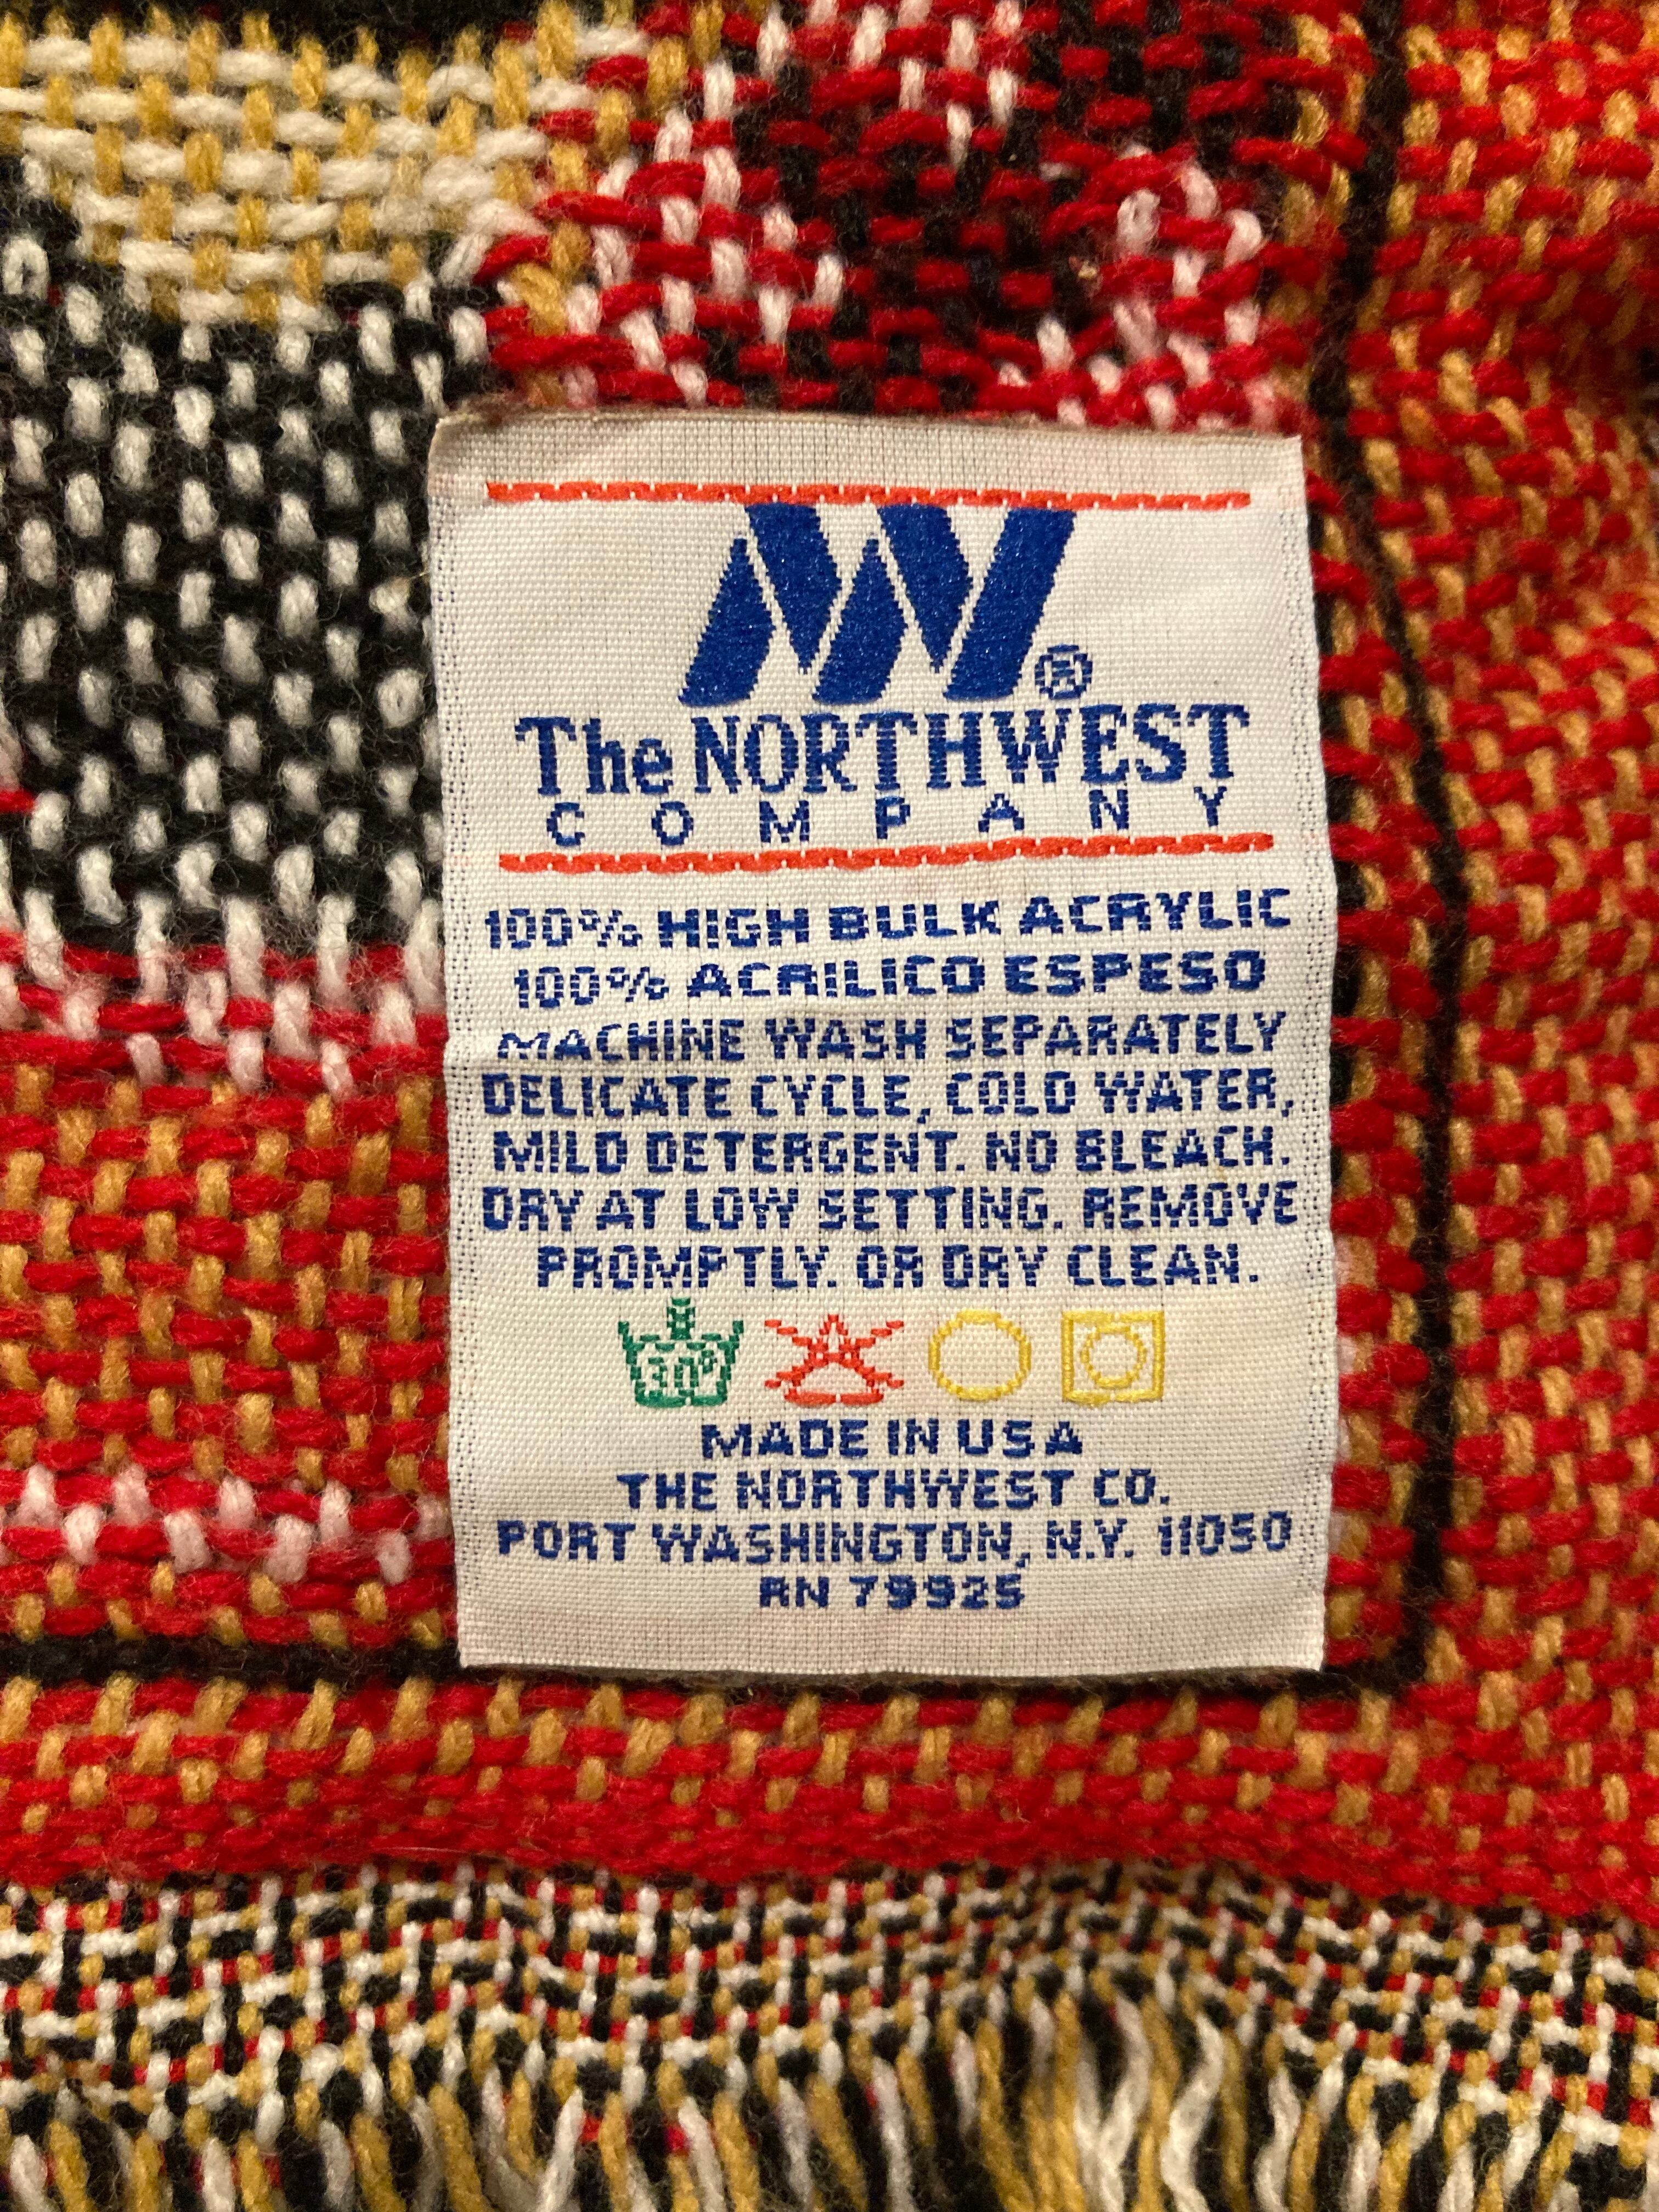 ®
The NORTHWEST
COMPANY
100% HIGH BULK ACRYLIC
100% ACRILICO ESPESO
MACHINE WASH SEPARATELY
DELICATE CYCLE, COLD WATER,
MILD DETERGENT. NO BLEACH.
DRY AT LOW SETTING. REMOVE
PROMPTLY. OR DRY CLEAN.
30°
MADE IN USA
THE NORTHWEST CO.
PORT WASHINGTON, N.Y. 11050
RN 79925